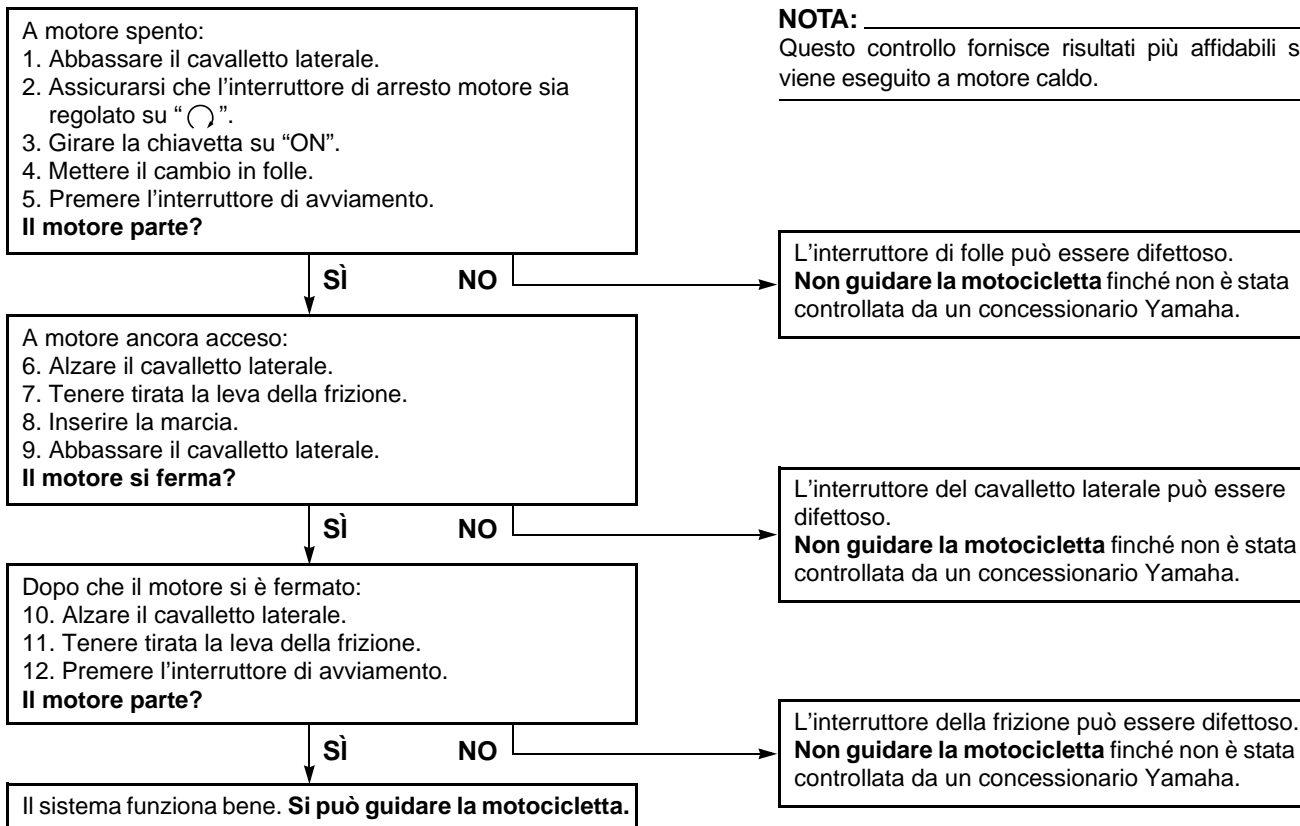 A motore spento:
1. Abbassare il cavalletto laterale.
2. Assicurarsi che l’interruttore di arresto motore sia
regolato su “ ”.
3. Girare la chiavetta su “ON”.
4. Mettere il cambio in folle.
5. Premere l’interruttore di avviamento.
Il motore parte?
NOTA:
Questo controllo fornisce risultati più affidabili s
viene eseguito a motore caldo.
SÌ NO
L’interruttore di folle può essere difettoso.
Non guidare la motocicletta finché non è stata
controllata da un concessionario Yamaha.
A motore ancora acceso:
6. Alzare il cavalletto laterale.
7. Tenere tirata la leva della frizione.
8. Inserire la marcia.
9. Abbassare il cavalletto laterale.
Il motore si ferma?
SÌ NO
L’interruttore del cavalletto laterale può essere
difettoso.
Non guidare la motocicletta finché non è stata
controllata da un concessionario Yamaha.
Dopo che il motore si è fermato:
10. Alzare il cavalletto laterale.
11. Tenere tirata la leva della frizione.
12. Premere l’interruttore di avviamento.
Il motore parte?
SÌ NO
L’interruttore della frizione può essere difettoso.
Non guidare la motocicletta finché non è stata
controllata da un concessionario Yamaha.
Il sistema funziona bene. Si può guidare la motocicletta.